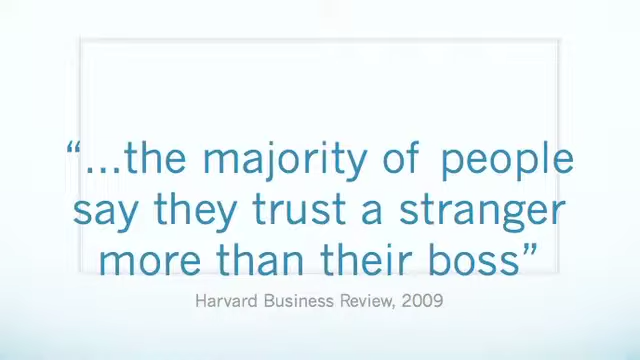 “...the majority of people
say they trust a stranger
more than their boss”
Harvard Business Review, 2009